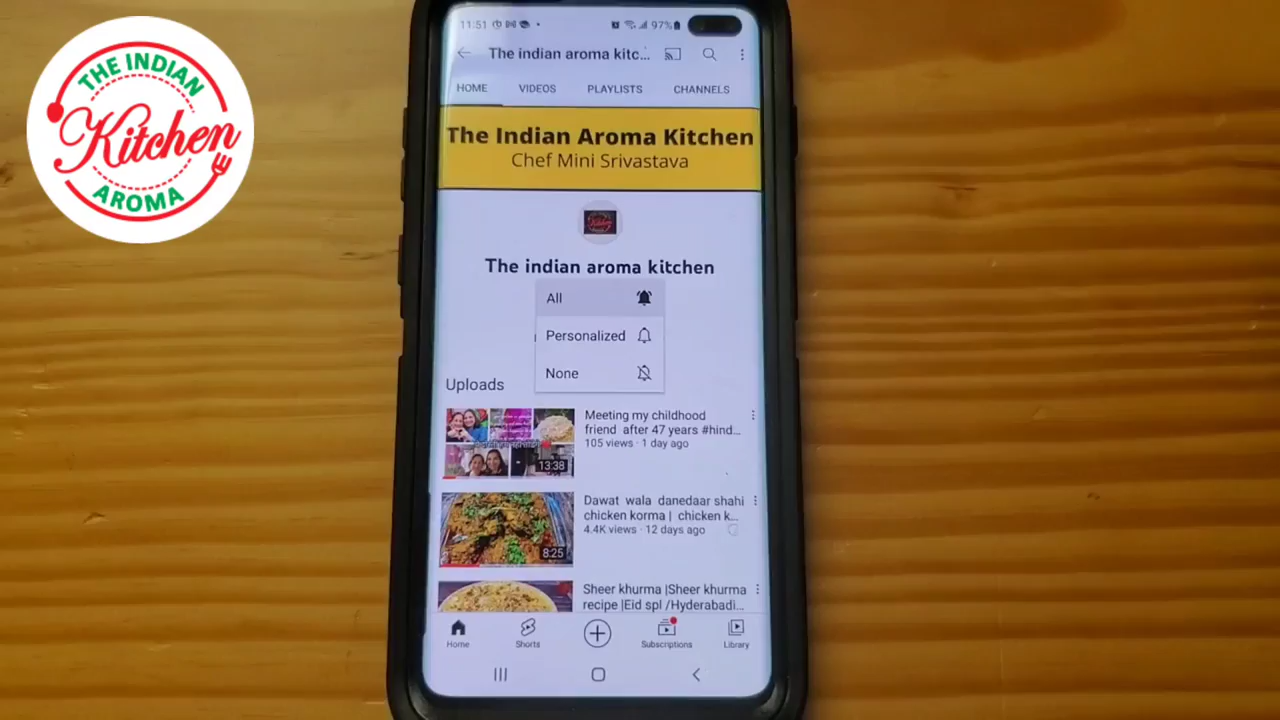 THE INDIAN
Kitchen
AROMA
11:51
97%
The indian aroma kitc...
HOME VIDEOS PLAYLISTS CHANNELS
The Indian Aroma Kitchen
Chef Mini Srivastava
Kitchen
The indian aroma kitchen
All
Personalized
None
Uploads
Meeting my childhood
friend after 47 years #hind...
105 views · 1 day ago
13:38
Dawat wala danedaar shahi
chicken korma | chicken k...
4.4K views · 12 days ago
8:25
Sheer khurma |Sheer khurma
recipe |Eid spl /Hyderabadi...
Home Shorts Subscriptions Library